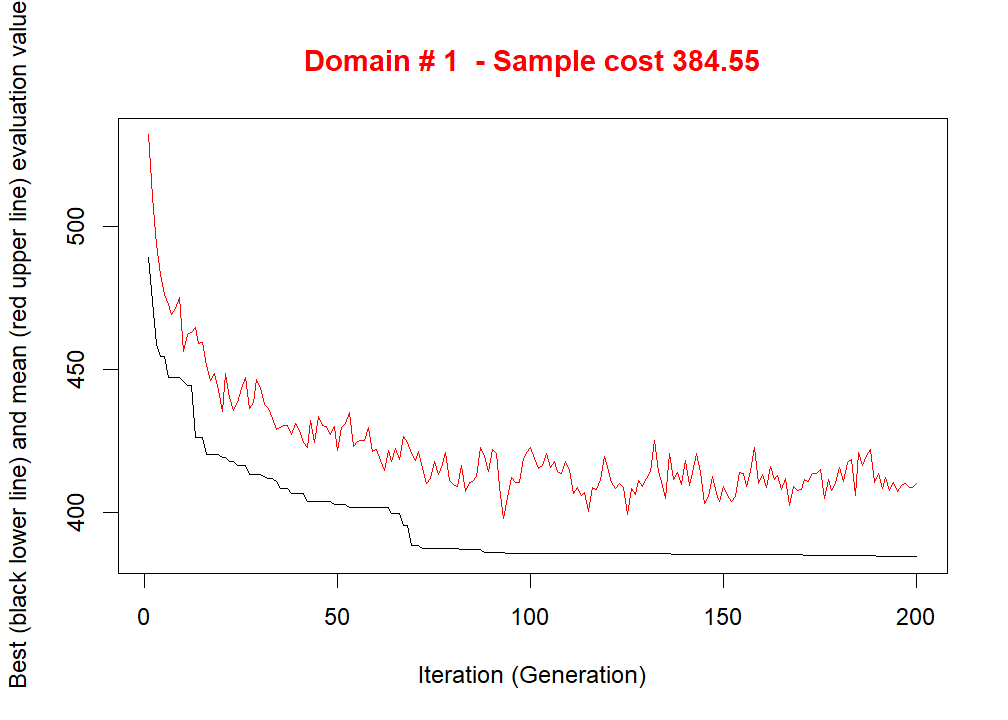 Domain # 1 - Sample cost 384.55
Best (black lower line) and mean (red upper line) evaluation value
500
450
400
0 50 100 150 200
Iteration (Generation)